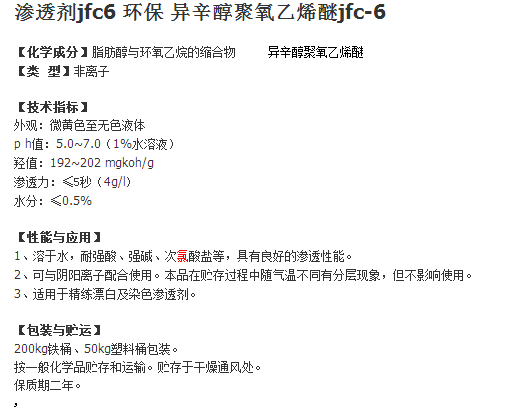 渗透剂jfc6 环保 异辛醇聚氧乙烯醚jfc-6
【化学成分】脂肪醇与环氧乙烷的缩合物 异辛醇聚氧乙烯醚
【类 型】非离子
【技术指标】
外观：微黄色至无色液体
p h值：5.0~7.0（1%水溶液）
羟值：192~202 mgkoh/g
渗透力：≤5秒（4g/l）
水分：≤0.5%
【性能与应用】
1、溶于水，耐强酸、强碱、次氯酸盐等，具有良好的渗透性能。
2、可与阴阳离子配合使用。本品在贮存过程中随气温不同有分层现象，但不影响使用。
3、适用于精练漂白及染色渗透剂。
【包装与贮运】
200kg铁桶、50kg塑料桶包装。
按一般化学品贮存和运输。贮存于干燥通风处。
保质期二年。
，